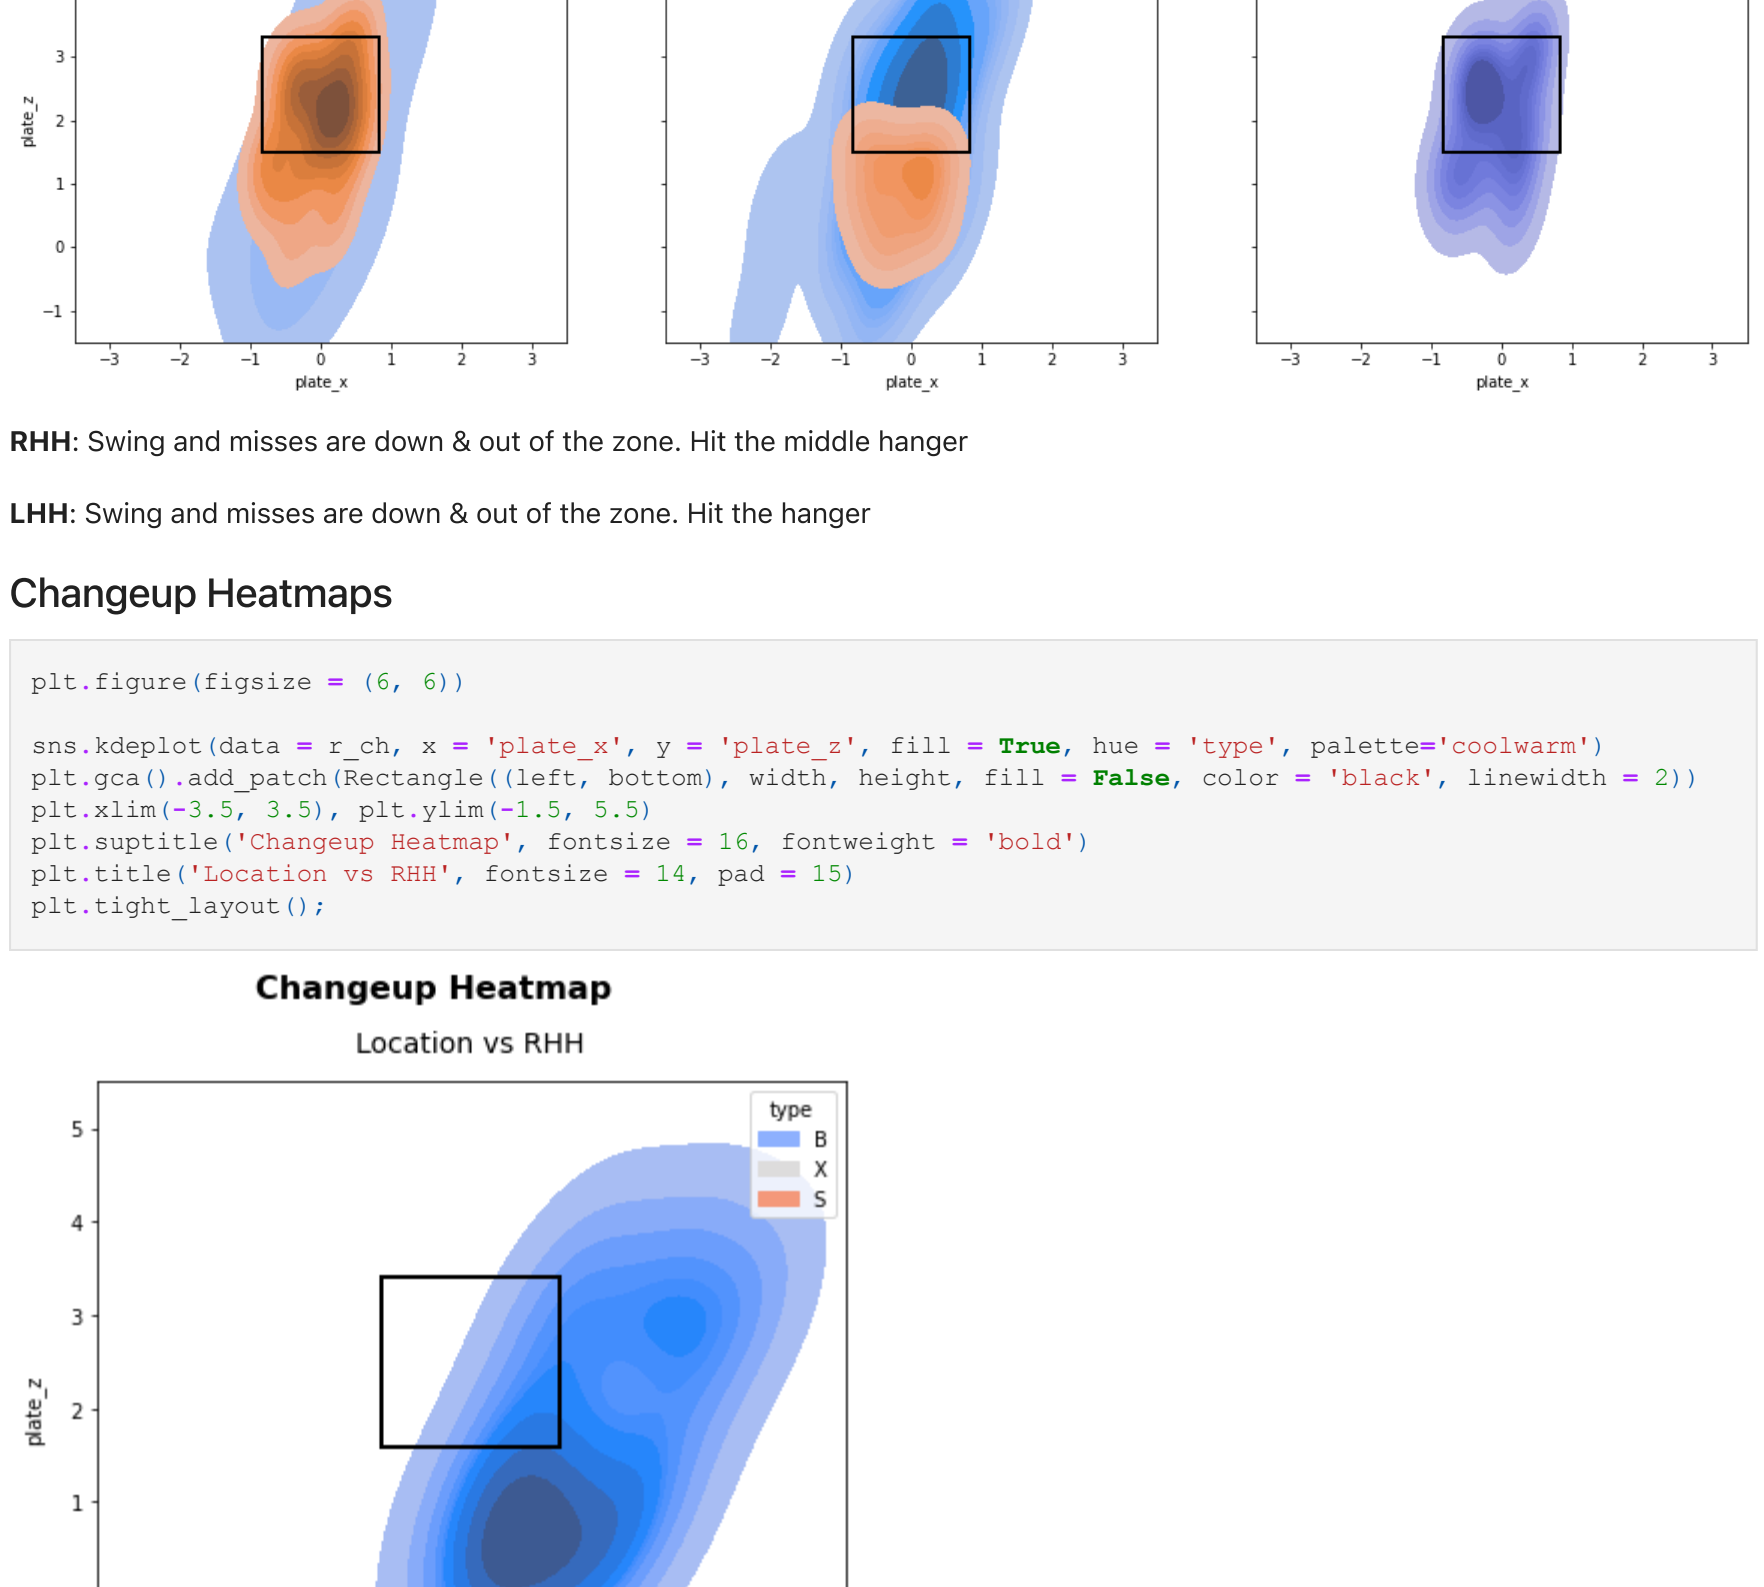 3
2
1
0
−1
plate_z
−3 −2 −1 0 1 2 3
plate_x
−3 −2 −1 0 1 2 3
plate_x
−3 −2 −1 0 1 2 3
plate_x
RHH: Swing and misses are down & out of the zone. Hit the middle hanger
LHH: Swing and misses are down & out of the zone. Hit the hanger
Changeup Heatmaps
plt.figure(figsize = (6, 6))
sns.kdeplot(data = r_ch, x = 'plate_x', y = 'plate_z', fill = True, hue = 'type', palette='coolwarm')
plt.gca().add_patch(Rectangle((left, bottom), width, height, fill = False, color = 'black', linewidth = 2))
plt.xlim(-3.5, 3.5), plt.ylim(-1.5, 5.5)
plt.suptitle('Changeup Heatmap', fontsize = 16, fontweight = 'bold')
plt.title('Location vs RHH', fontsize = 14, pad = 15)
plt.tight_layout();
Changeup Heatmap
Location vs RHH
type
B
X
S
5
4
3
2
1
plate_z